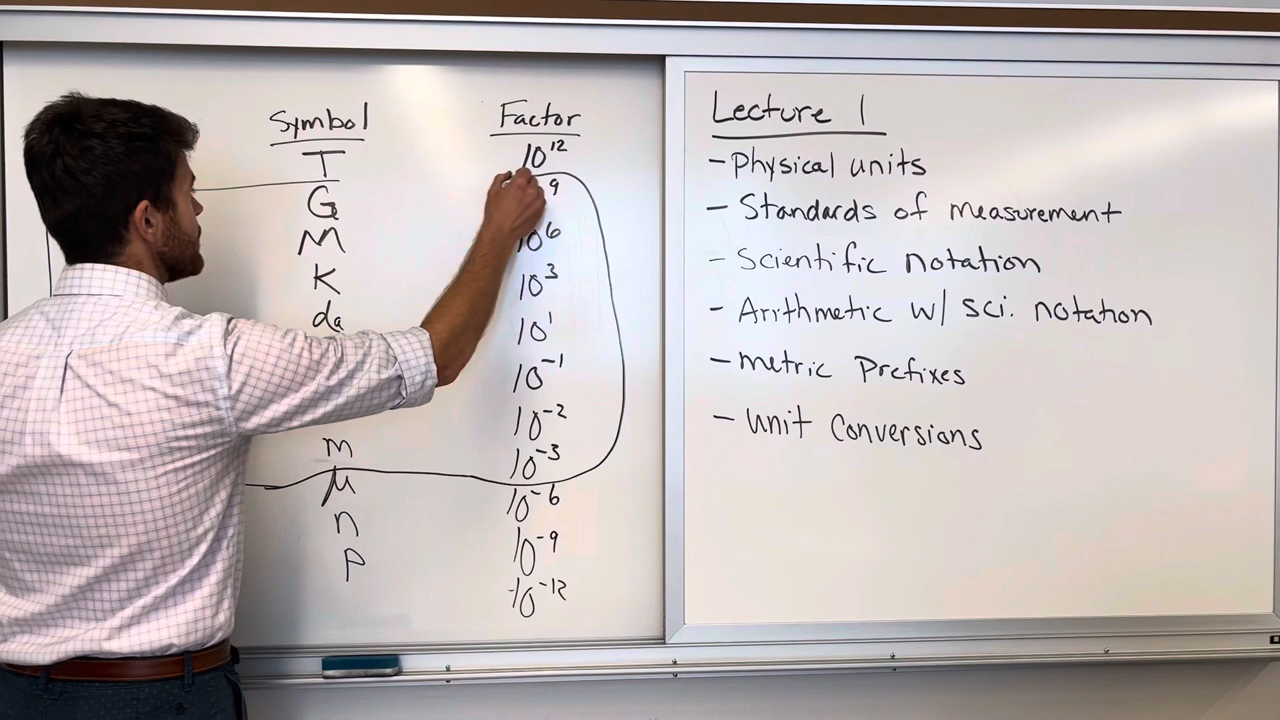 Symbol Factor
T 10¹²
G 9
M 10⁶
K 10³
da 10¹
10⁻¹
10⁻²
m 10⁻³
μ 10⁻⁶
n 10⁻⁹
p 10⁻¹²
Lecture 1
- Physical units
- Standards of measurement
- Scientific notation
- Arithmetic w/ sci. notation
- metric Prefixes
- Unit Conversions